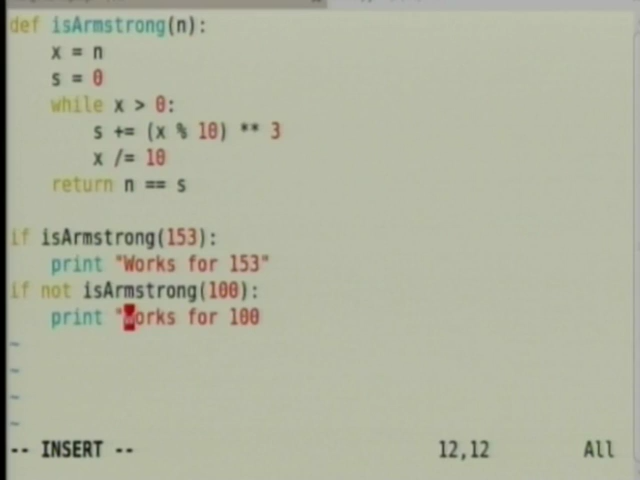 def isArmstrong(n):
    x = n
    s = 0
    while x > 0:
        s += (x % 10) ** 3
        x /= 10
    return n == s
if isArmstrong(153):
    print "Works for 153"
if not isArmstrong(100):
    print "Works for 100
~
~
~
~
-- INSERT -- 12,12 All